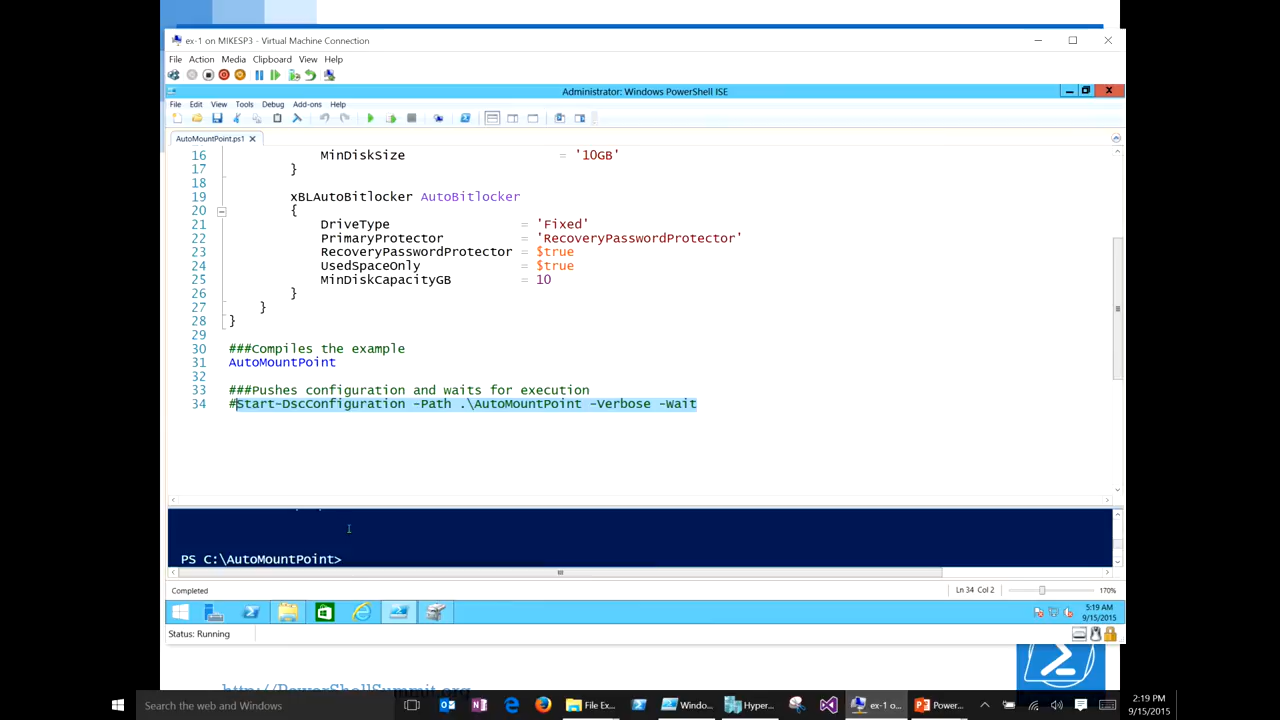 ex-1 on MIKESP3 - Virtual Machine Connection
File Action Media Clipboard View Help
Administrator: Windows PowerShell ISE
File Edit View Tools Debug Add-ons Help
AutoMountPoint.ps1
16 MinDiskSize = '10GB'
17 }
18
19 xBLAutoBitlocker AutoBitlocker
20 {
21 DriveType = 'Fixed'
22 PrimaryProtector = 'RecoveryPasswordProtector'
23 RecoveryPasswordProtector = $true
24 UsedSpaceOnly = $true
25 MinDiskCapacityGB = 10
26 }
27 }
28 }
29
30 ###Compiles the example
31 AutoMountPoint
32
33 ###Pushes configuration and waits for execution
34 #Start-DscConfiguration -Path .\AutoMountPoint -Verbose -Wait
PS C:\AutoMountPoint>
Completed Ln 34 Col 2 170%
5:19 AM
9/15/2015
Status: Running
http://PowerShellSummit.org
Search the web and Windows File Ex... Windo... Hyper... ex-1 o... Power... 2:19 PM
9/15/2015